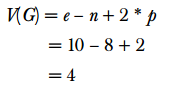 V(G) = e – n + 2 * p
= 10 – 8 + 2
= 4